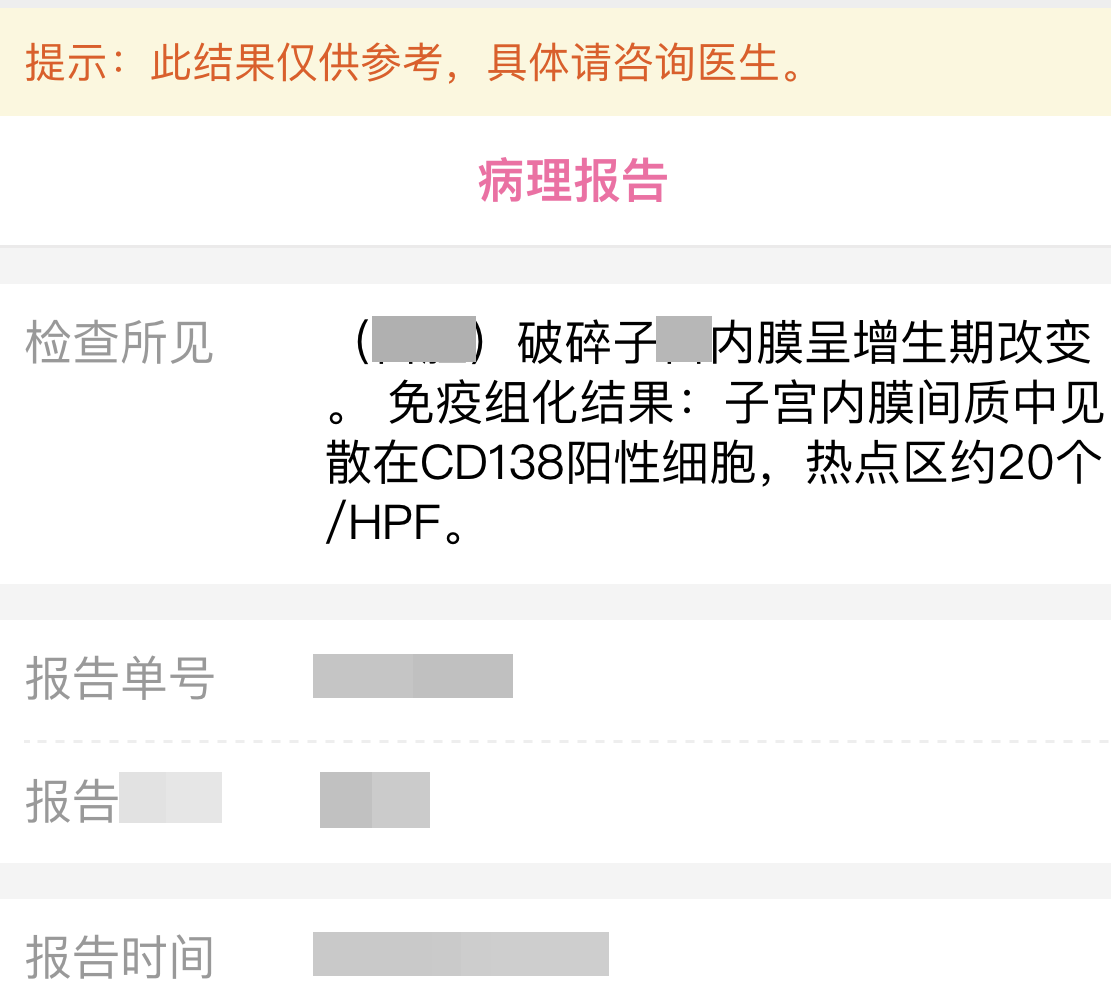 提示：此结果仅供参考，具体请咨询医生。
病理报告
检查所见
（ ）破碎子 内膜呈增生期改变
。 免疫组化结果：子宫内膜间质中见
散在CD138阳性细胞，热点区约20个
/HPF。
报告单号
报告
报告时间